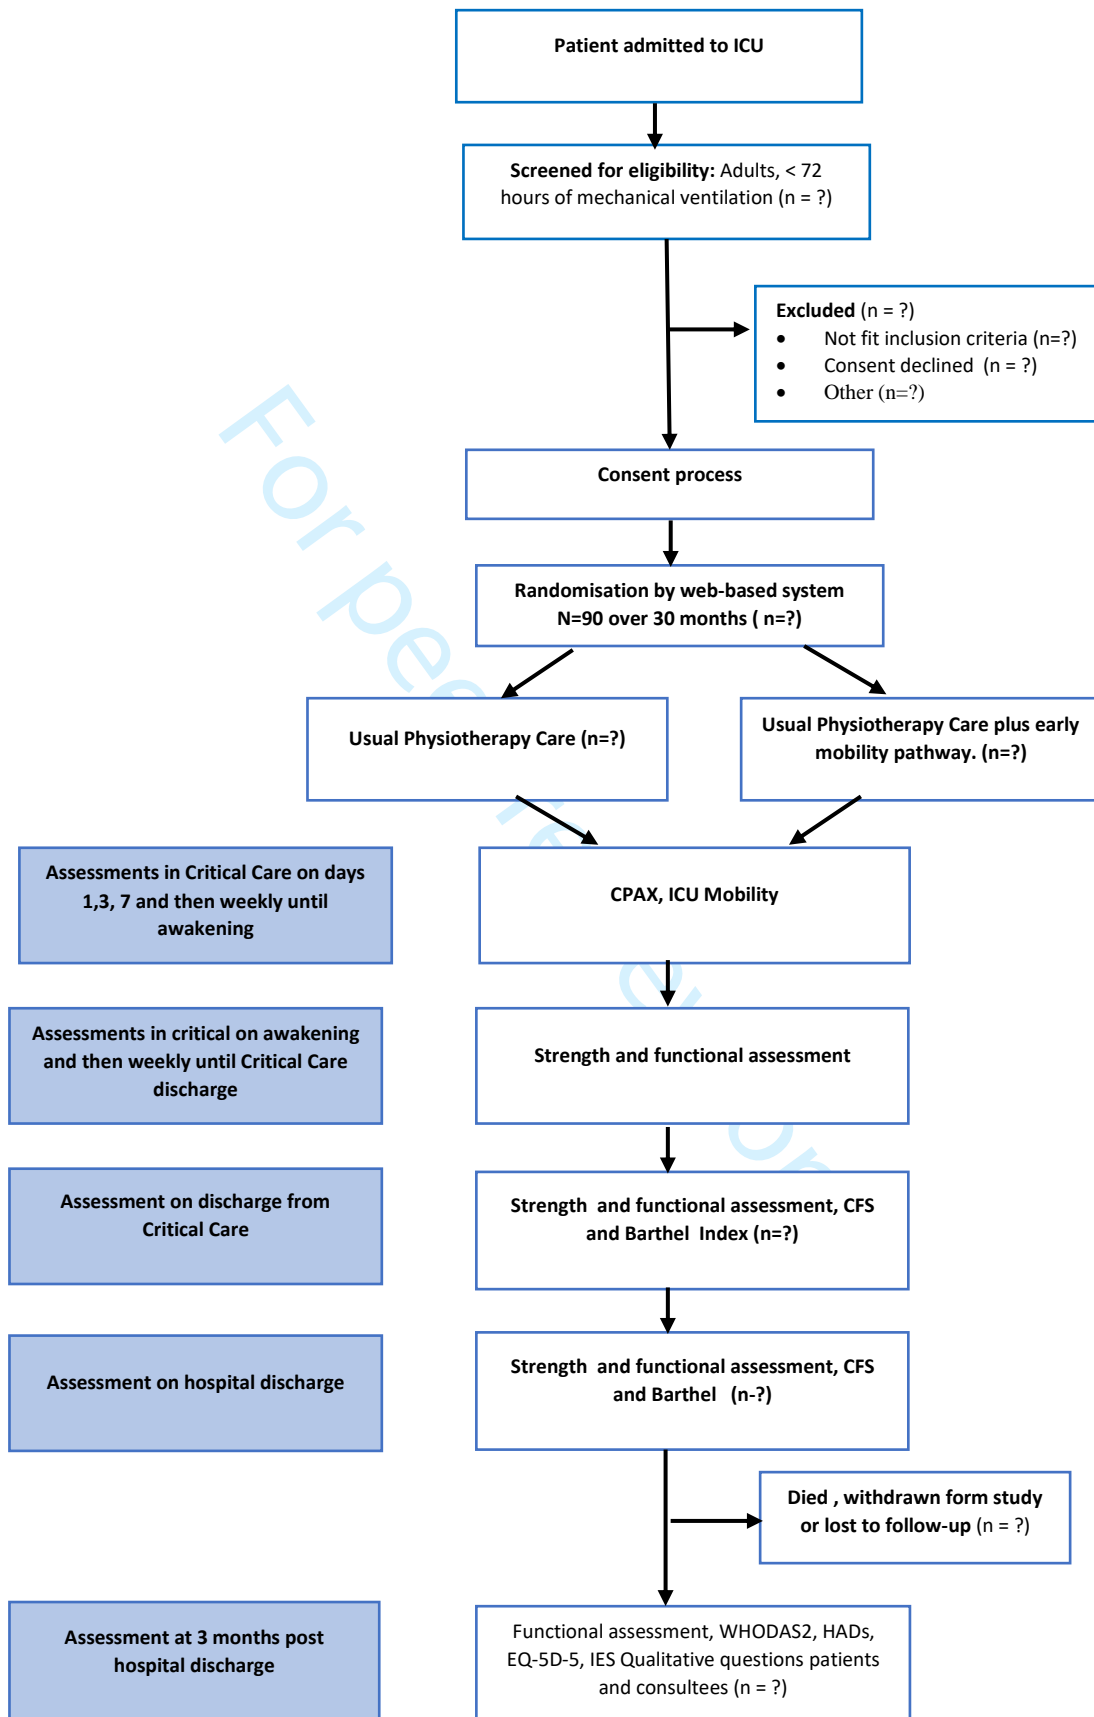 Patient admitted to ICU
Screened for eligibility: Adults, < 72
hours of mechanical ventilation (n = ?)
Excluded (n = ?)
• Not fit inclusion criteria (n=?)
• Consent declined (n = ?)
• Other (n=?)
Consent process
Randomisation by web-based system
N=90 over 30 months ( n=?)
Usual Physiotherapy Care (n=?)
Usual Physiotherapy Care plus early
mobility pathway. (n=?)
Assessments in Critical Care on days
1,3, 7 and then weekly until
awakening
CPAX, ICU Mobility
Assessments in critical on awakening
and then weekly until Critical Care
discharge
Strength and functional assessment
Assessment on discharge from
Critical Care
Strength and functional assessment, CFS
and Barthel Index (n=?)
Assessment on hospital discharge
Strength and functional assessment, CFS
and Barthel (n-?)
Died , withdrawn form study
or lost to follow-up (n = ?)
Assessment at 3 months post
hospital discharge
Functional assessment, WHODAS2, HADs,
EQ-5D-5, IES Qualitative questions patients
and consultees (n = ?)
For pee